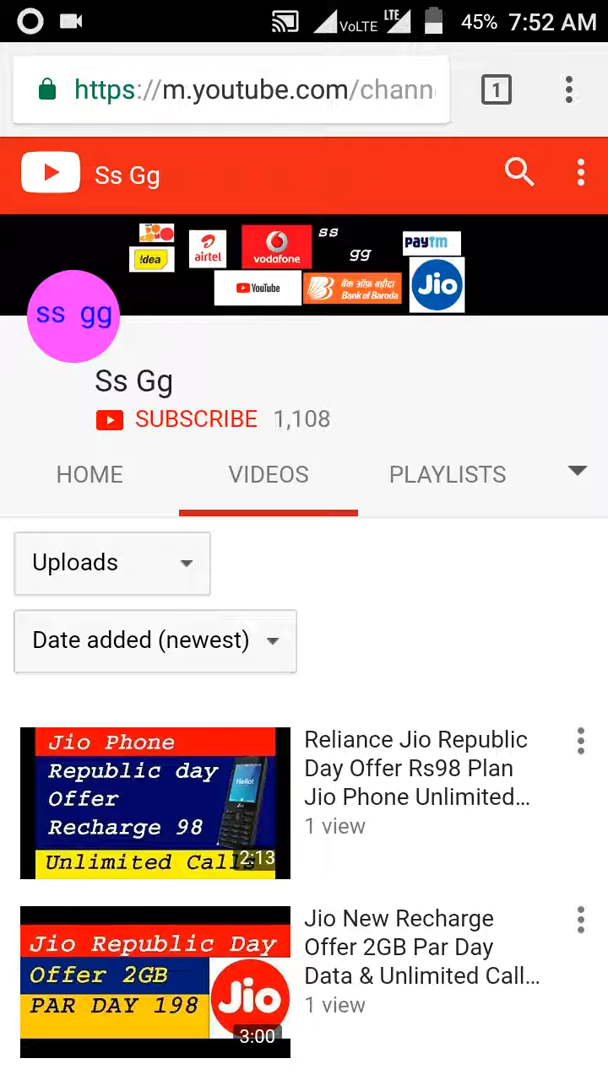 VoLTE LTE 45% 7:52 AM
https://m.youtube.com/chann
1
Ss Gg
!dea airtel vodafone ss gg paytm
YouTube बैंक ऑफ़ बड़ौदा Bank of Baroda Jio
ss gg
Ss Gg
SUBSCRIBE 1,108
HOME VIDEOS PLAYLISTS
Uploads
Date added (newest)
Jio Phone
Republic day
Offer
Hello!
Recharge 98
Unlimited Calls
2:13
Reliance Jio Republic
Day Offer Rs98 Plan
Jio Phone Unlimited...
1 view
Jio Republic Day
Offer 2GB
PAR DAY 198
Jio
3:00
Jio New Recharge
Offer 2GB Par Day
Data & Unlimited Call...
1 view